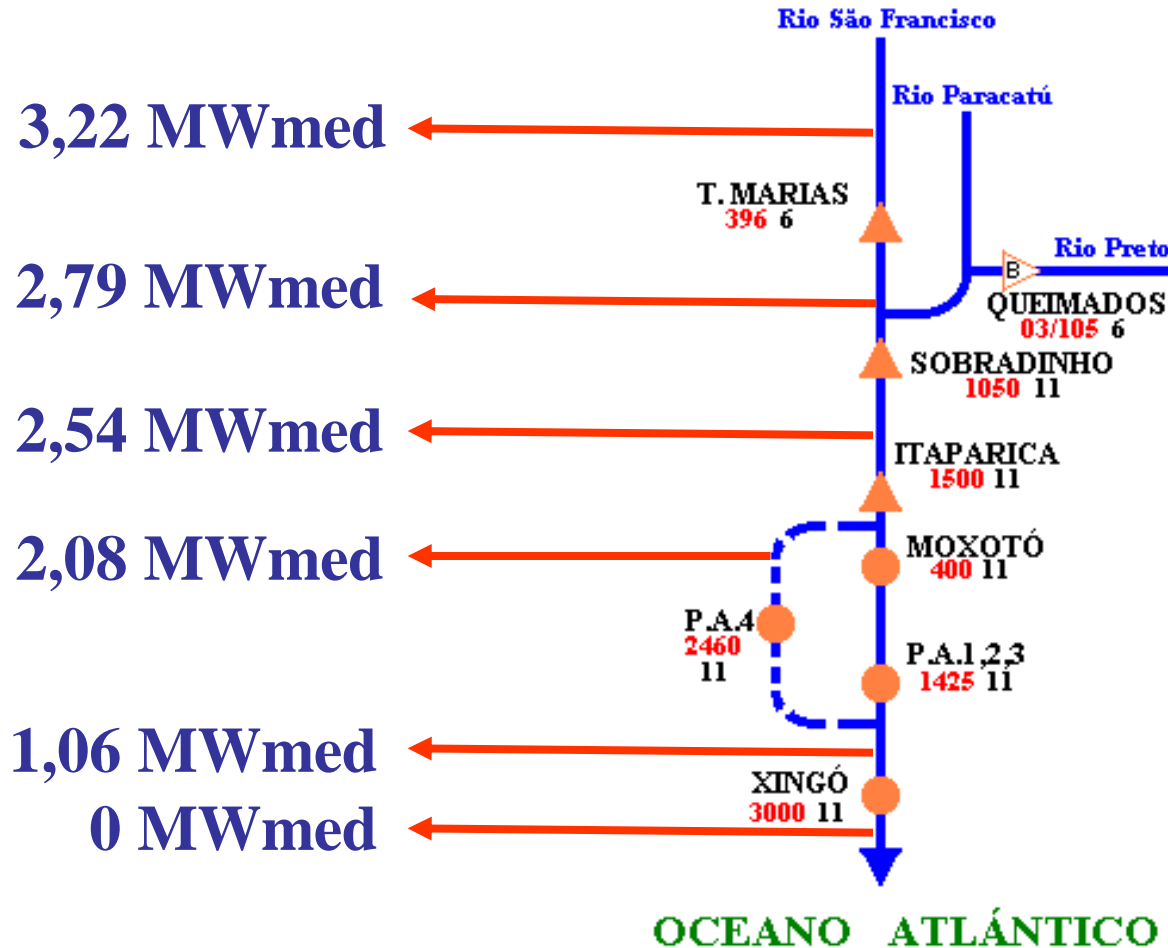 Rio São Francisco
Rio Paracatú
3,22 MWmed
T. MARIAS
396 6
Rio Preto
B
2,79 MWmed
QUEIMADOS
03/105 6
SOBRADINHO
1050 11
2,54 MWmed
ITAPARICA
1500 11
2,08 MWmed
MOXOTÓ
400 11
P.A.4
2460
11
P.A.1,2,3
1425 11
1,06 MWmed
XINGÓ
3000 11
0 MWmed
OCEANO ATLÁNTICO